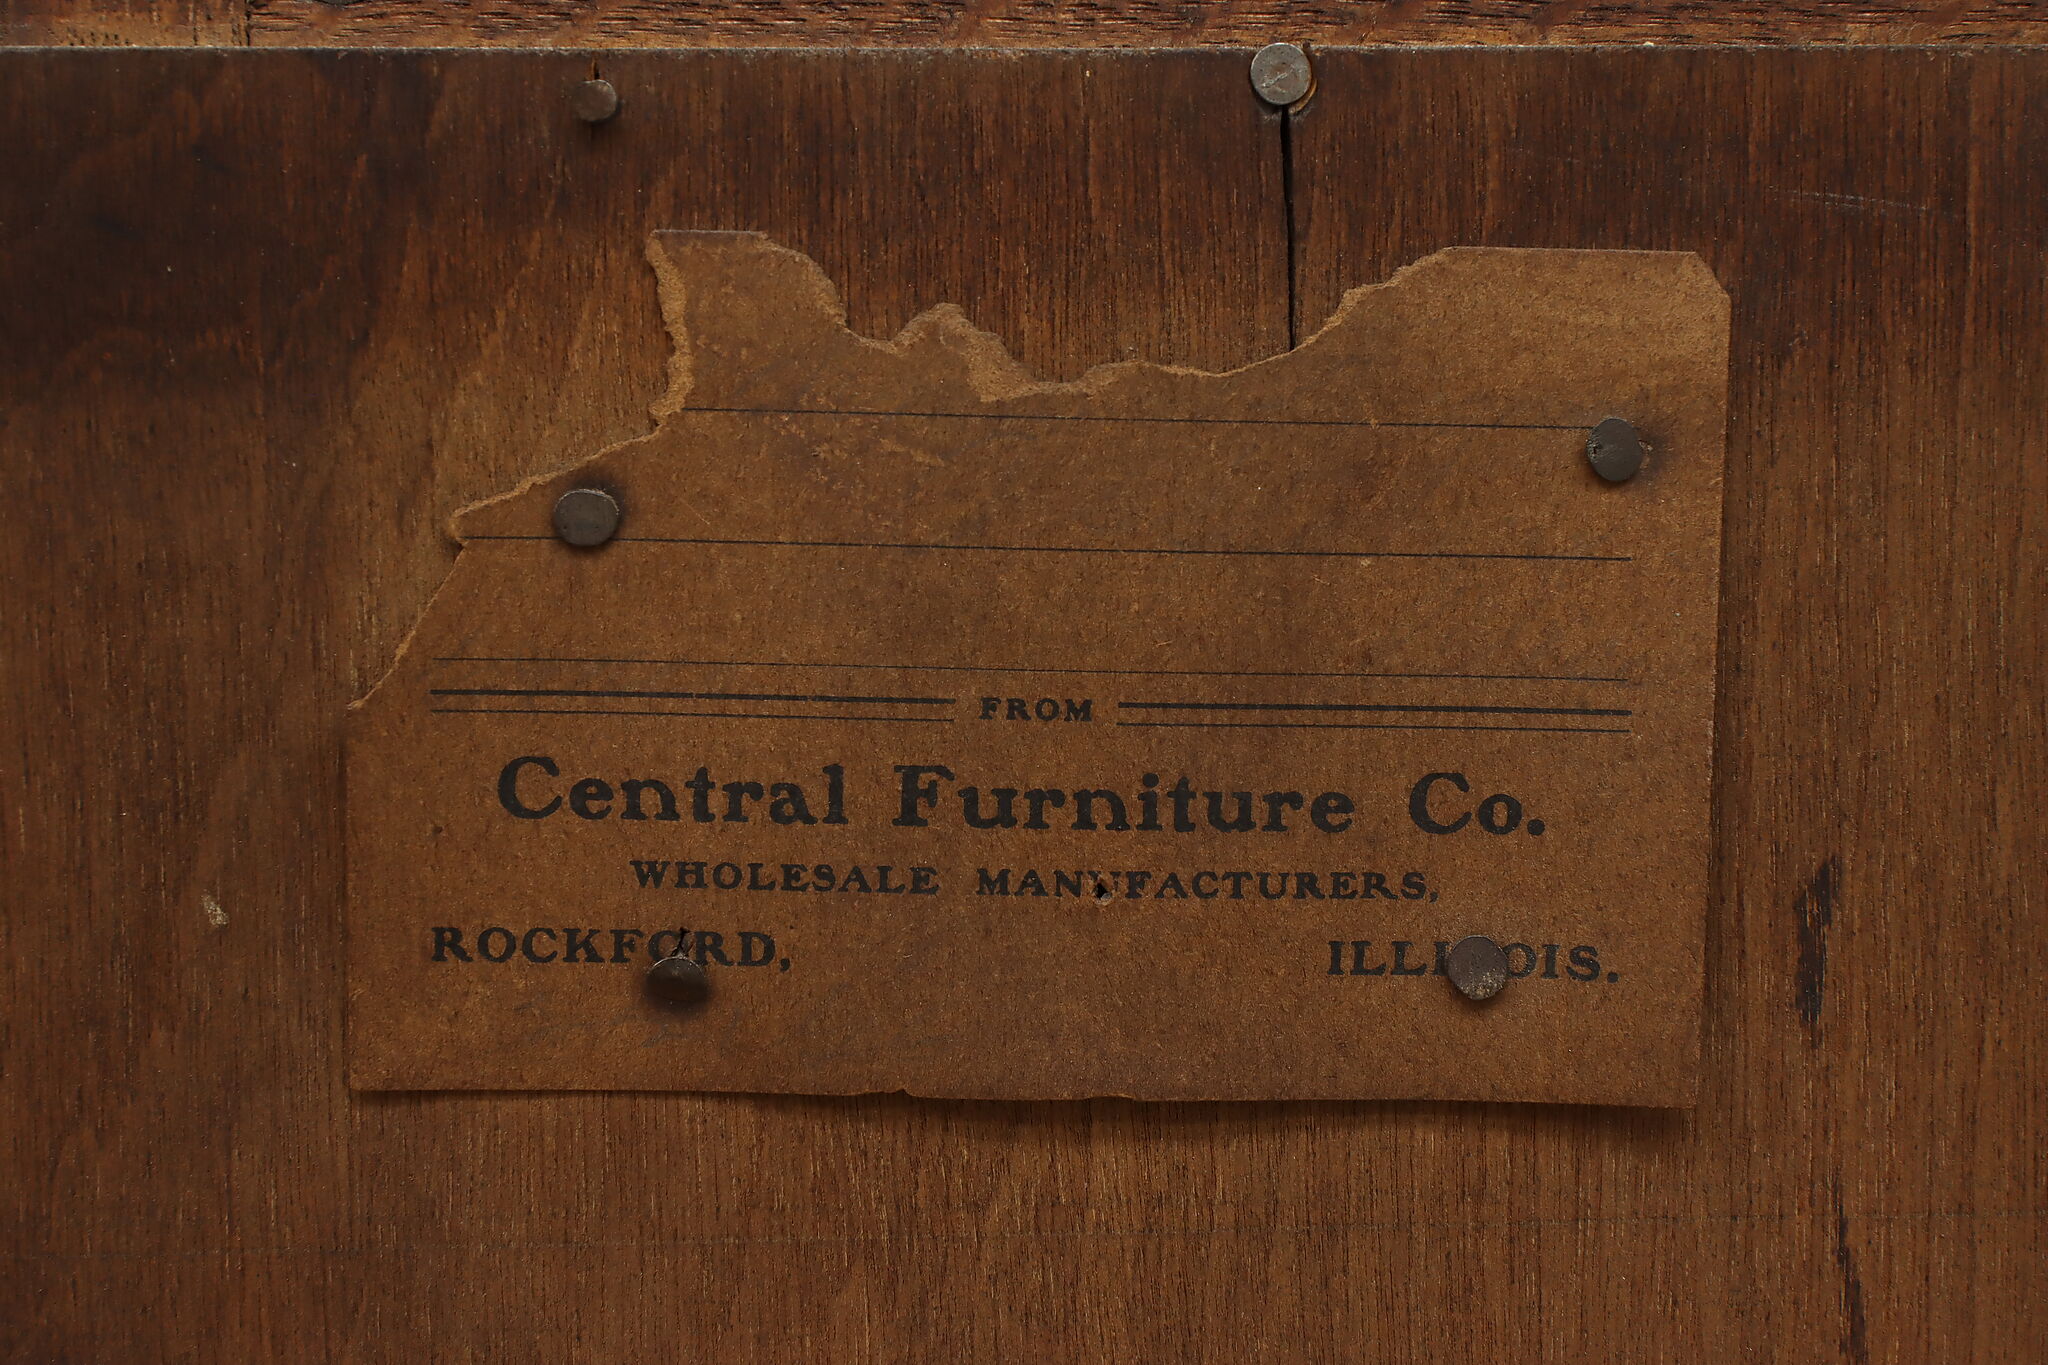 FROM
Central Furniture Co.
WHOLESALE MANUFACTURERS,
ROCKFORD, ILLINOIS.